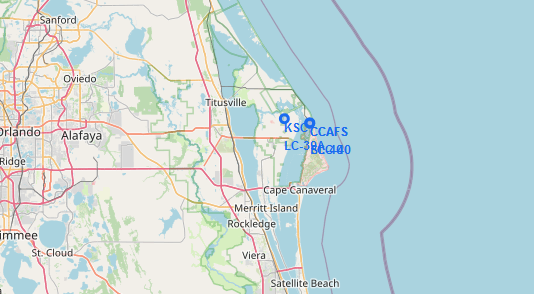 Sanford
Oviedo
Titusville
Orlando
Alafaya
KSC
CCAFS
LC-39A
Ridge
Cape Canaveral
Merritt Island
Rockledge
immee
St. Cloud
Viera
Satellite Beach